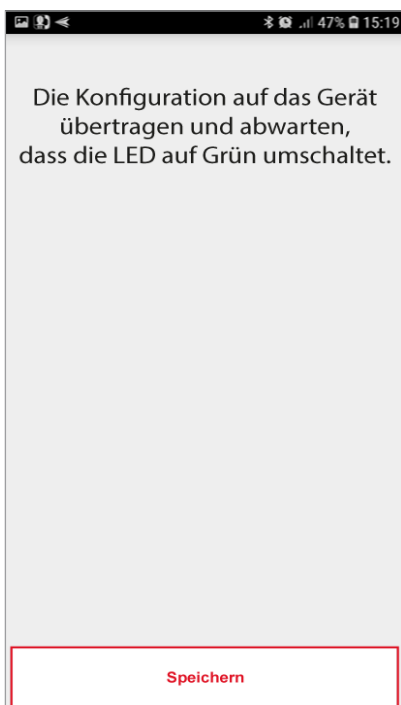 47% 15:19
Die Konfiguration auf das Gerät
übertragen und abwarten,
dass die LED auf Grün umschaltet.
Speichern